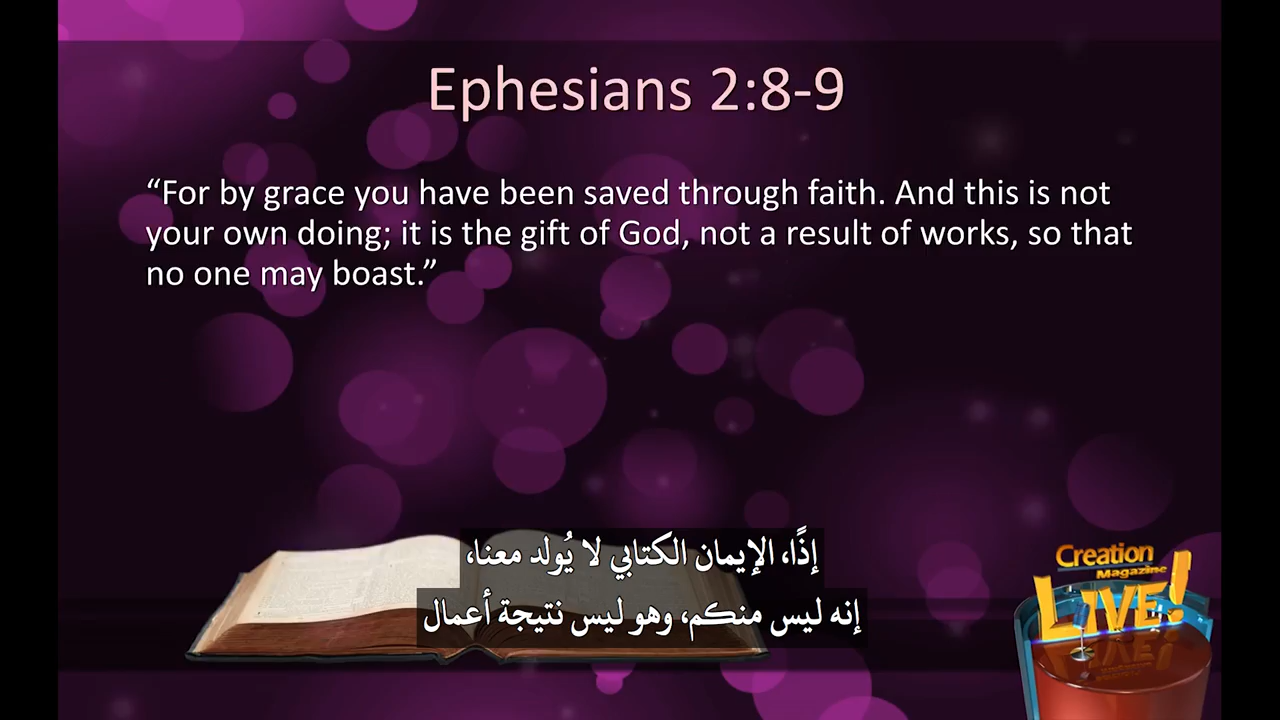 Ephesians 2:8-9
“For by grace you have been saved through faith. And this is not
your own doing; it is the gift of God, not a result of works, so that
no one may boast.”
إذًا، الإيمان الكتابي لا يُولد معنا،
إنه ليس منكم، وهو ليس نتيجة أعمال
Creation
Magazine
LIVE!